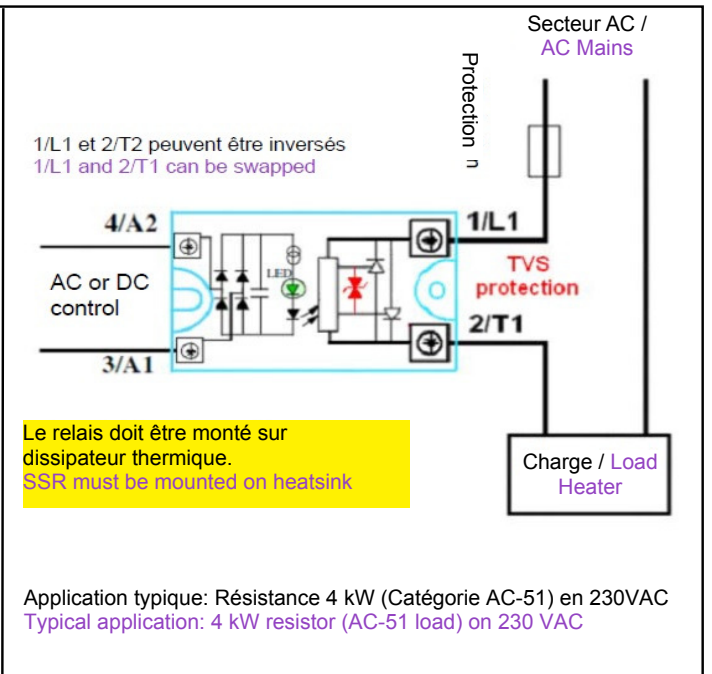 Secteur AC /
AC Mains
Protection n
1/L1 et 2/T2 peuvent être inversés
1/L1 and 2/T1 can be swapped
4/A2
1/L1
LED
TVS
protection
AC or DC
control
2/T1
3/A1
Le relais doit être monté sur
dissipateur thermique.
SSR must be mounted on heatsink
Charge / Load
Heater
Application typique: Résistance 4 kW (Catégorie AC-51) en 230VAC
Typical application: 4 kW resistor (AC-51 load) on 230 VAC